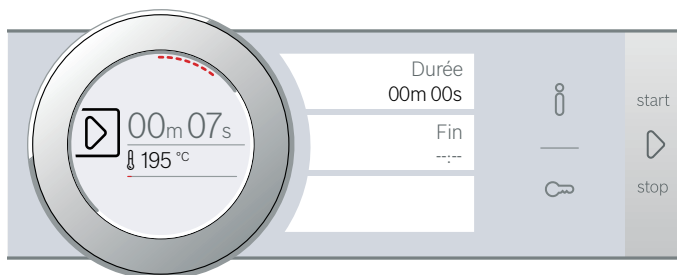 00m 07s
195 °C
Durée
00m 00s
Fin
--:--
start
stop